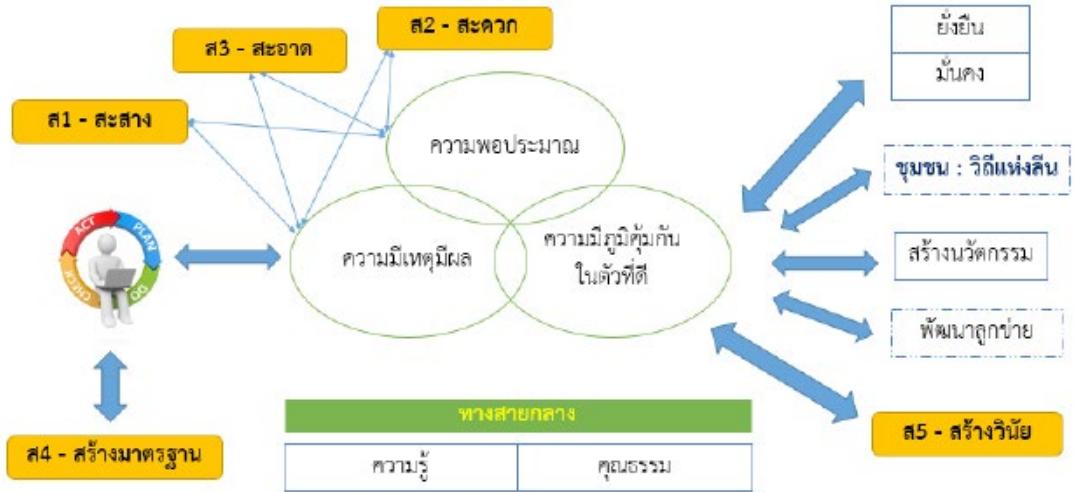 ส2 - สะดวก
ส3 - สะอาด
ส1 - สะสาง
ยั่งยืน
มั่นคง
ความพอประมาณ
ชุมชน : วิถีแห่งลีน
ACT
PLAN
DO
CHECK
ความมีเหตุมีผล
ความมีภูมิคุ้มกัน
ในตัวที่ดี
สร้างนวัตกรรม
พัฒนาลูกข่าย
ทางสายกลาง
ส5 - สร้างวินัย
ส4 - สร้างมาตรฐาน
ความรู้
คุณธรรม